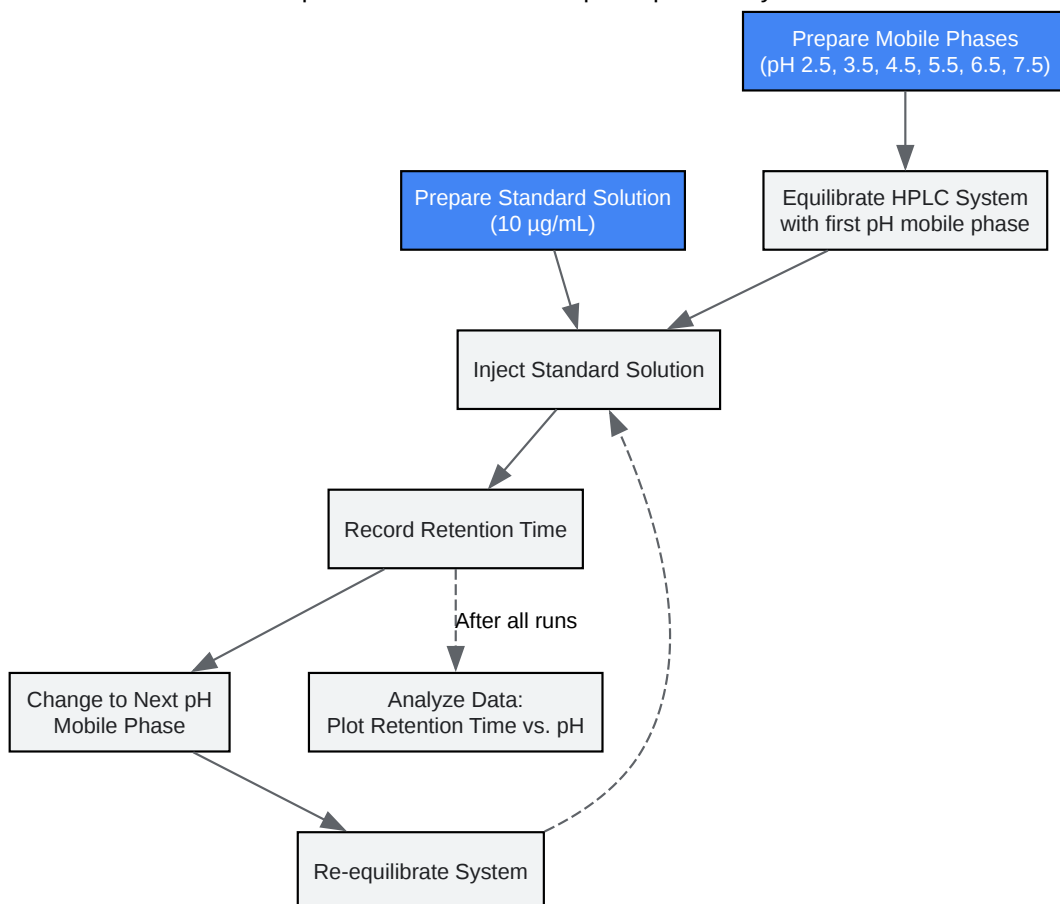 Prepare Mobile Phases
(pH 2.5, 3.5, 4.5, 5.5, 6.5, 7.5)
Prepare Standard Solution
(10 µg/mL)
Equilibrate HPLC System
with first pH mobile phase
Inject Standard Solution
Record Retention Time
After all runs
Change to Next pH
Mobile Phase
Analyze Data:
Plot Retention Time vs. pH
Re-equilibrate System